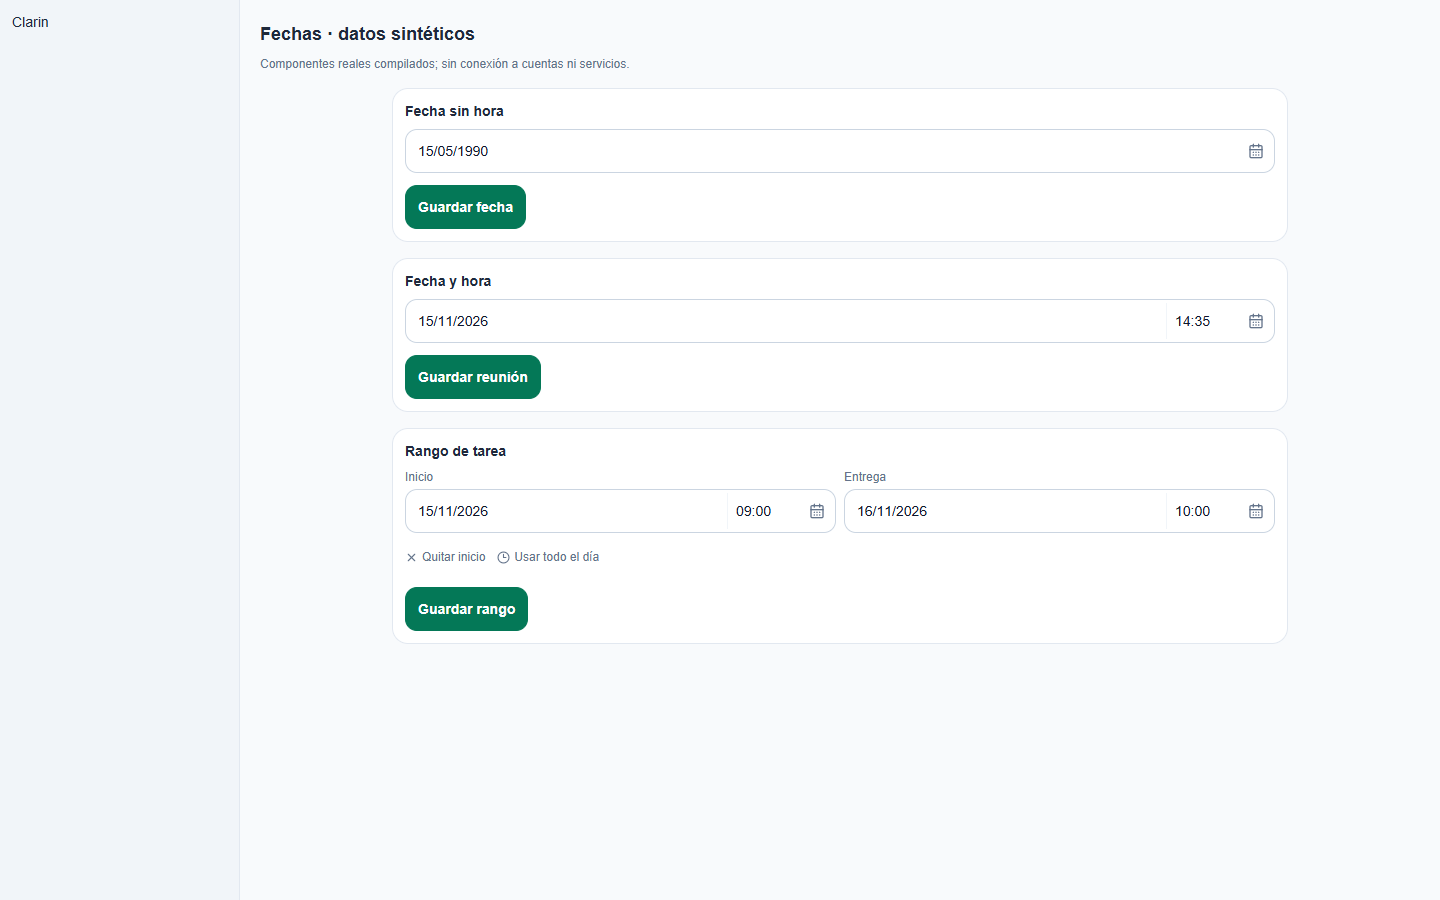 Clarin
Fechas · datos sintéticos
Componentes reales compilados; sin conexión a cuentas ni servicios.
Fecha sin hora
15/05/1990
Guardar fecha
Fecha y hora
15/11/2026 14:35
Guardar reunión
Rango de tarea
Inicio Entrega
15/11/2026 09:00 16/11/2026 10:00
Quitar inicio Usar todo el día
Guardar rango